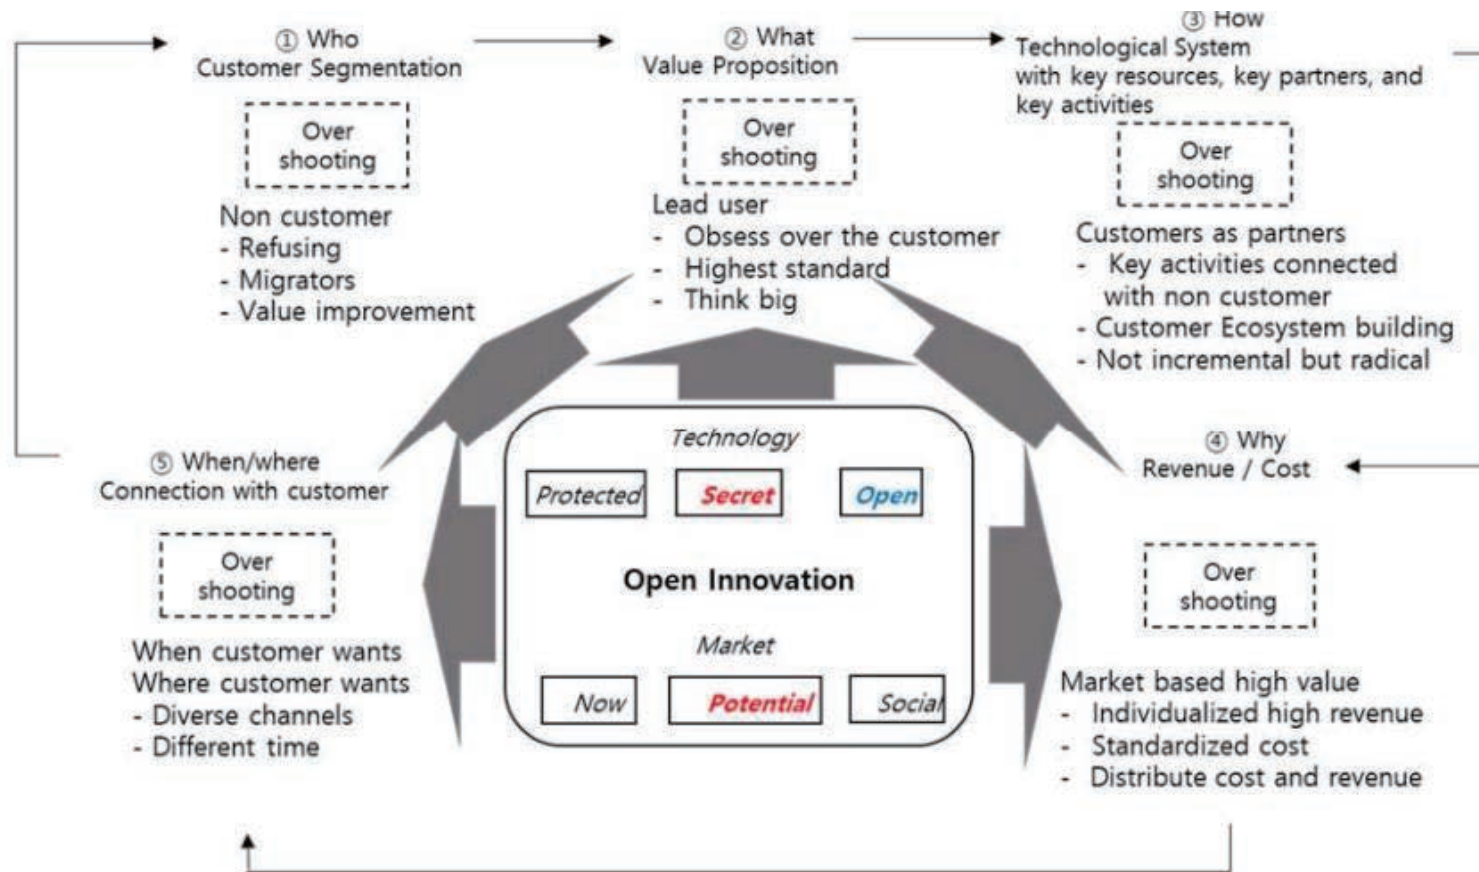 ① Who
Customer Segmentation
Over
shooting
Non customer
- Refusing
- Migrators
- Value improvement
② What
Value Proposition
Over
shooting
Lead user
- Obsess over the customer
- Highest standard
- Think big
③ How
Technological System
with key resources, key partners, and
key activities
Over
shooting
Customers as partners
- Key activities connected
with non customer
- Customer Ecosystem building
- Not incremental but radical
④ Why
Revenue / Cost
Over
shooting
Market based high value
- Individualized high revenue
- Standardized cost
- Distribute cost and revenue
⑤ When/where
Connection with customer
Over
shooting
When customer wants
Where customer wants
- Diverse channels
- Different time
Technology
Protected
Secret
Open
Open Innovation
Market
Now
Potential
Social